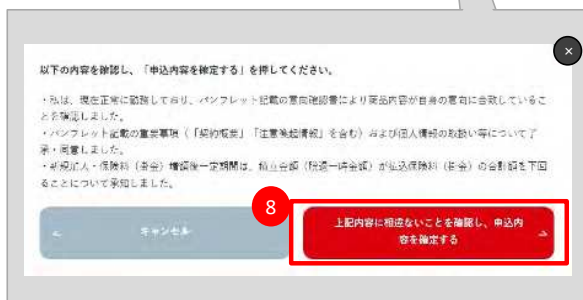 ×
以下の内容を確認し、「申込内容を確定する」を押してください。
・私は、現在正常に勤務しており、パンフレット記載の意向確認書により商品内容が自身の意向に合致しているこ
とを確認しました。
・パンフレット記載の重要事項(「契約概要」「注意喚起情報」を含む)および個人情報の取扱い等について了
承・同意しました。
・新規加入・保険料(掛金)増額後一定期間は、積立金額(脱退一時金額)が払込保険料(掛金)の合計額を下回
ることについて承知しました。
8
キャンセル
上記内容に相違ないことを確認し、申込内
容を確定する